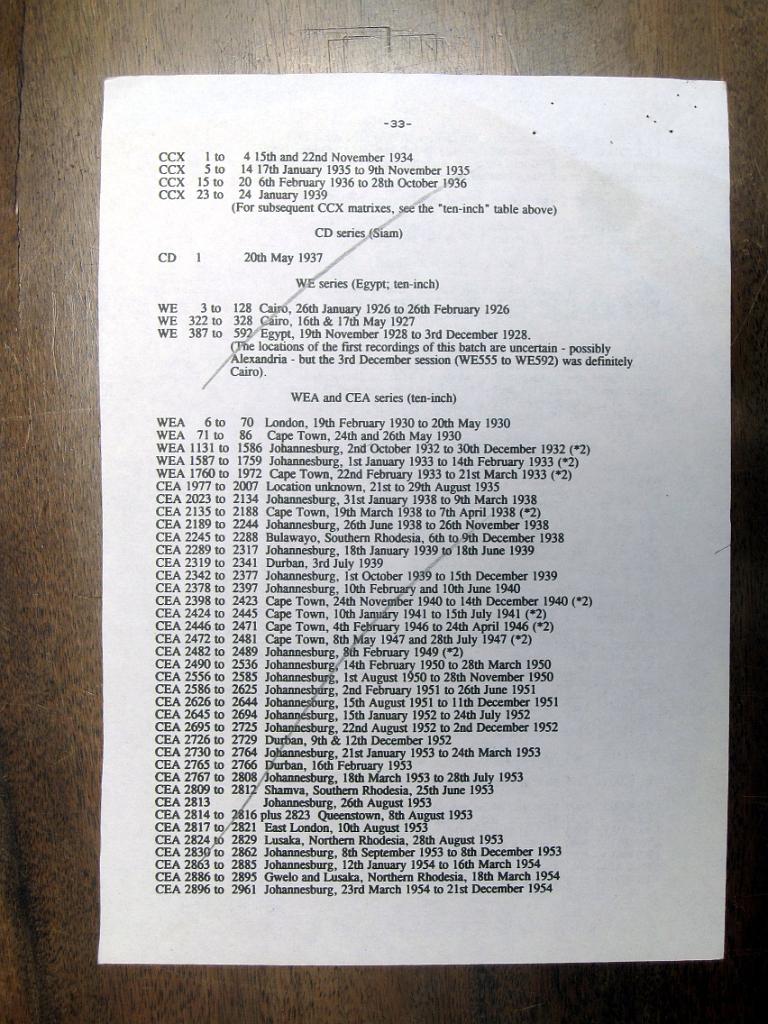 -33-
CCX 1 to 4 15th and 22nd November 1934
CCX 5 to 14 17th January 1935 to 9th November 1935
CCX 15 to 20 6th February 1936 to 28th October 1936
CCX 23 to 24 January 1939
(For subsequent CCX matrixes, see the "ten-inch" table above)
CD series (Siam)
CD 1 20th May 1937
WE series (Egypt; ten-inch)
WE 3 to 128 Cairo, 26th January 1926 to 26th February 1926
WE 322 to 328 Cairo, 16th & 17th May 1927
WE 387 to 592 Egypt, 19th November 1928 to 3rd December 1928.
(The locations of the first recordings of this batch are uncertain - possibly
Alexandria - but the 3rd December session (WE555 to WE592) was definitely
Cairo).
WEA and CEA series (ten-inch)
WEA 6 to 70 London, 19th February 1930 to 20th May 1930
WEA 71 to 86 Cape Town, 24th and 26th May 1930
WEA 1131 to 1586 Johannesburg, 2nd October 1932 to 30th December 1932 (*2)
WEA 1587 to 1759 Johannesburg, 1st January 1933 to 14th February 1933 (*2)
WEA 1760 to 1972 Cape Town, 22nd February 1933 to 21st March 1933 (*2)
CEA 1977 to 2007 Location unknown, 21st to 29th August 1935
CEA 2023 to 2134 Johannesburg, 31st January 1938 to 9th March 1938
CEA 2135 to 2188 Cape Town, 19th March 1938 to 7th April 1938 (*2)
CEA 2189 to 2244 Johannesburg, 26th June 1938 to 26th November 1938
CEA 2245 to 2288 Bulawayo, Southern Rhodesia, 6th to 9th December 1938
CEA 2289 to 2317 Johannesburg, 18th January 1939 to 18th June 1939
CEA 2319 to 2341 Durban, 3rd July 1939
CEA 2342 to 2377 Johannesburg, 1st October 1939 to 15th December 1939
CEA 2378 to 2397 Johannesburg, 10th February and 10th June 1940
CEA 2398 to 2423 Cape Town, 24th November 1940 to 14th December 1940 (*2)
CEA 2424 to 2445 Cape Town, 10th January 1941 to 15th July 1941 (*2)
CEA 2446 to 2471 Cape Town, 4th February 1946 to 24th April 1946 (*2)
CEA 2472 to 2481 Cape Town, 8th May 1947 and 28th July 1947 (*2)
CEA 2482 to 2489 Johannesburg, 8th February 1949 (*2)
CEA 2490 to 2536 Johannesburg, 14th February 1950 to 28th March 1950
CEA 2556 to 2585 Johannesburg, 1st August 1950 to 28th November 1950
CEA 2586 to 2625 Johannesburg, 2nd February 1951 to 26th June 1951
CEA 2626 to 2644 Johannesburg, 15th August 1951 to 11th December 1951
CEA 2645 to 2694 Johannesburg, 15th January 1952 to 24th July 1952
CEA 2695 to 2725 Johannesburg, 22nd August 1952 to 2nd December 1952
CEA 2726 to 2729 Durban, 9th & 12th December 1952
CEA 2730 to 2764 Johannesburg, 21st January 1953 to 24th March 1953
CEA 2765 to 2766 Durban, 16th February 1953
CEA 2767 to 2808 Johannesburg, 18th March 1953 to 28th July 1953
CEA 2809 to 2812 Shamva, Southern Rhodesia, 25th June 1953
CEA 2813 Johannesburg, 26th August 1953
CEA 2814 to 2816 plus 2823 Queenstown, 8th August 1953
CEA 2817 to 2821 East London, 10th August 1953
CEA 2824 to 2829 Lusaka, Northern Rhodesia, 28th August 1953
CEA 2830 to 2862 Johannesburg, 8th September 1953 to 8th December 1953
CEA 2863 to 2885 Johannesburg, 12th January 1954 to 16th March 1954
CEA 2886 to 2895 Gwelo and Lusaka, Northern Rhodesia, 18th March 1954
CEA 2896 to 2961 Johannesburg, 23rd March 1954 to 21st December 1954